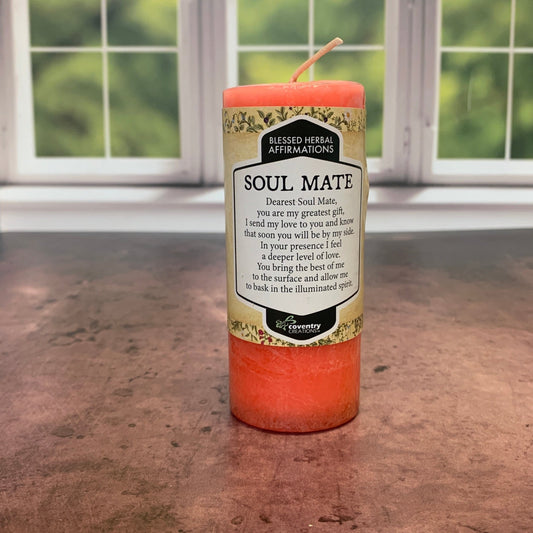 BLESSED HERBAL
AFFIRMATIONS
SOUL MATE
Dearest Soul Mate,
you are my greatest gift,
I send my love to you and know
that soon you will be by my side.
In your presence I feel
a deeper level of love.
You bring the best of me
to the surface and allow me
to bask in the illuminated spirit.
coventry
CREATIONS